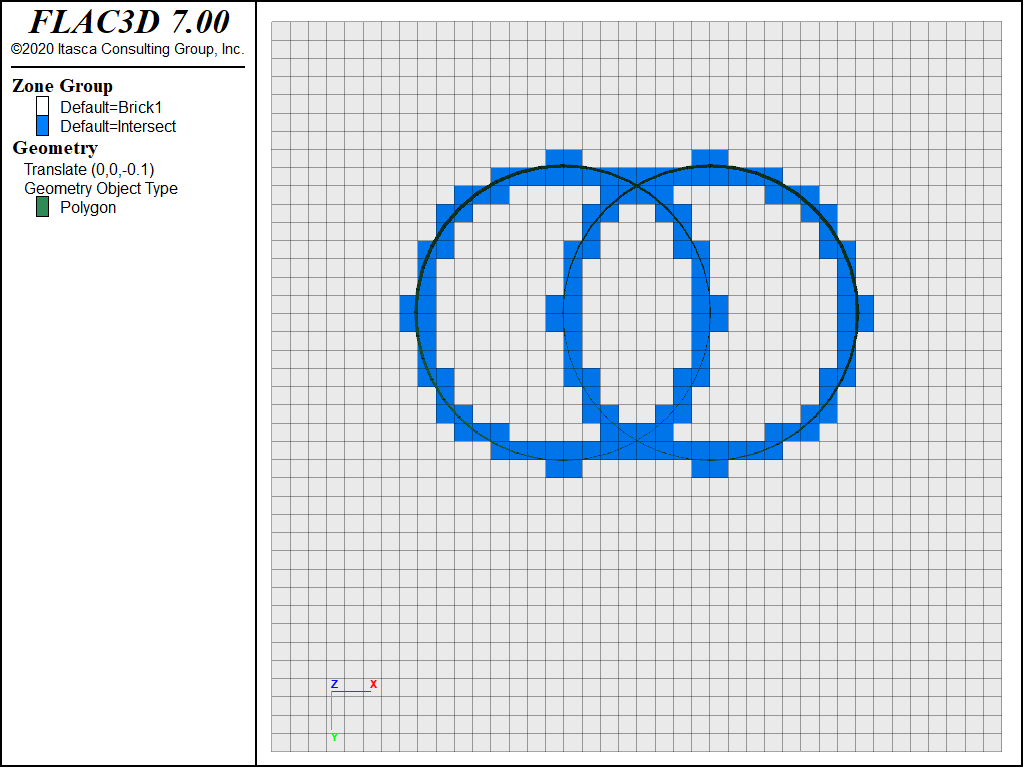 FLAC3D 7.00
©2020 Itasca Consulting Group, Inc.
Zone Group
Default=Brick1
Default=Intersect
Geometry
Translate (0,0,-0.1)
Geometry Object Type
Polygon
Z X
Y